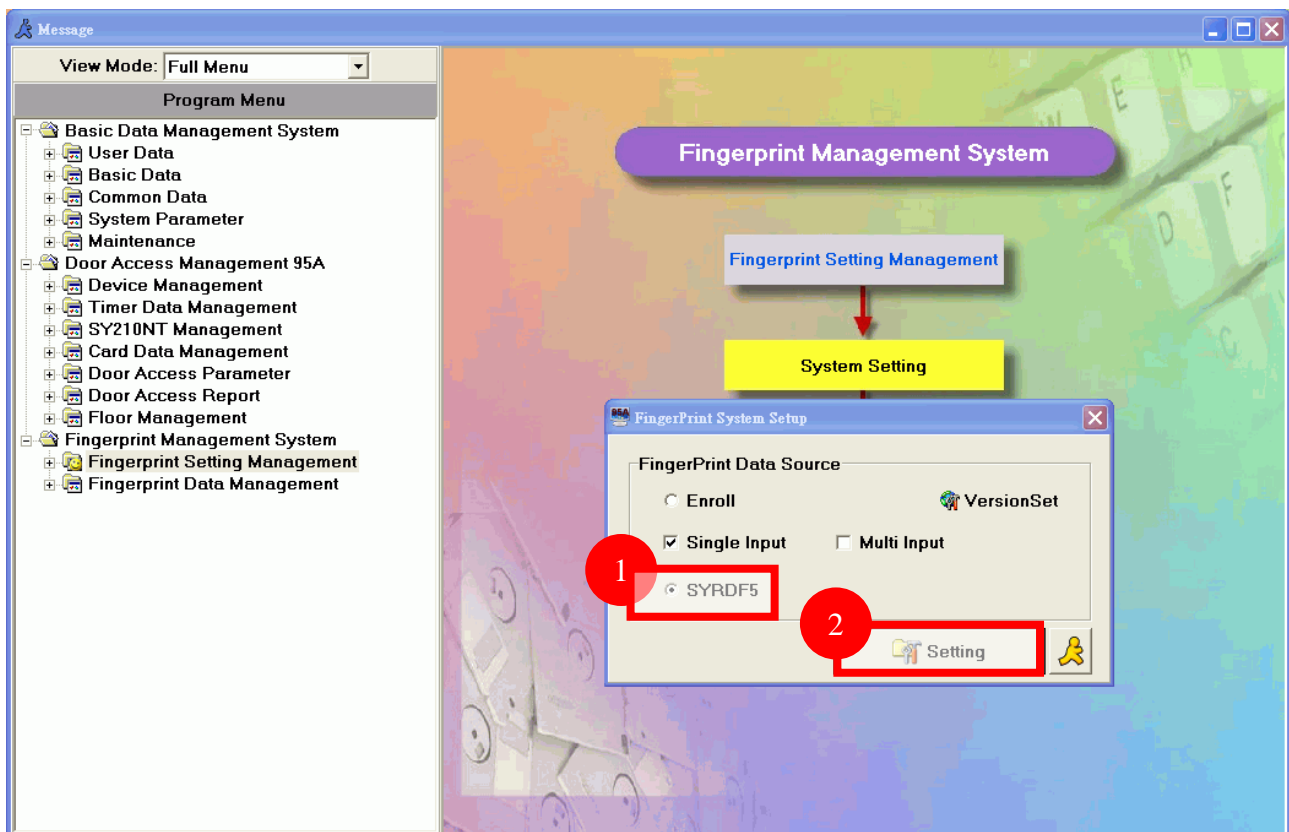 Message
View Mode: Full Menu
Program Menu
Basic Data Management System
User Data
Basic Data
Common Data
System Parameter
Maintenance
Door Access Management 95A
Device Management
Timer Data Management
SY210NT Management
Card Data Management
Door Access Parameter
Door Access Report
Floor Management
Fingerprint Management System
Fingerprint Setting Management
Fingerprint Data Management
Fingerprint Management System
Fingerprint Setting Management
System Setting
95A FingerPrint System Setup
FingerPrint Data Source
Enroll VersionSet
Single Input Multi Input
1
SYRDF5
2
Setting
W E R
D F
G